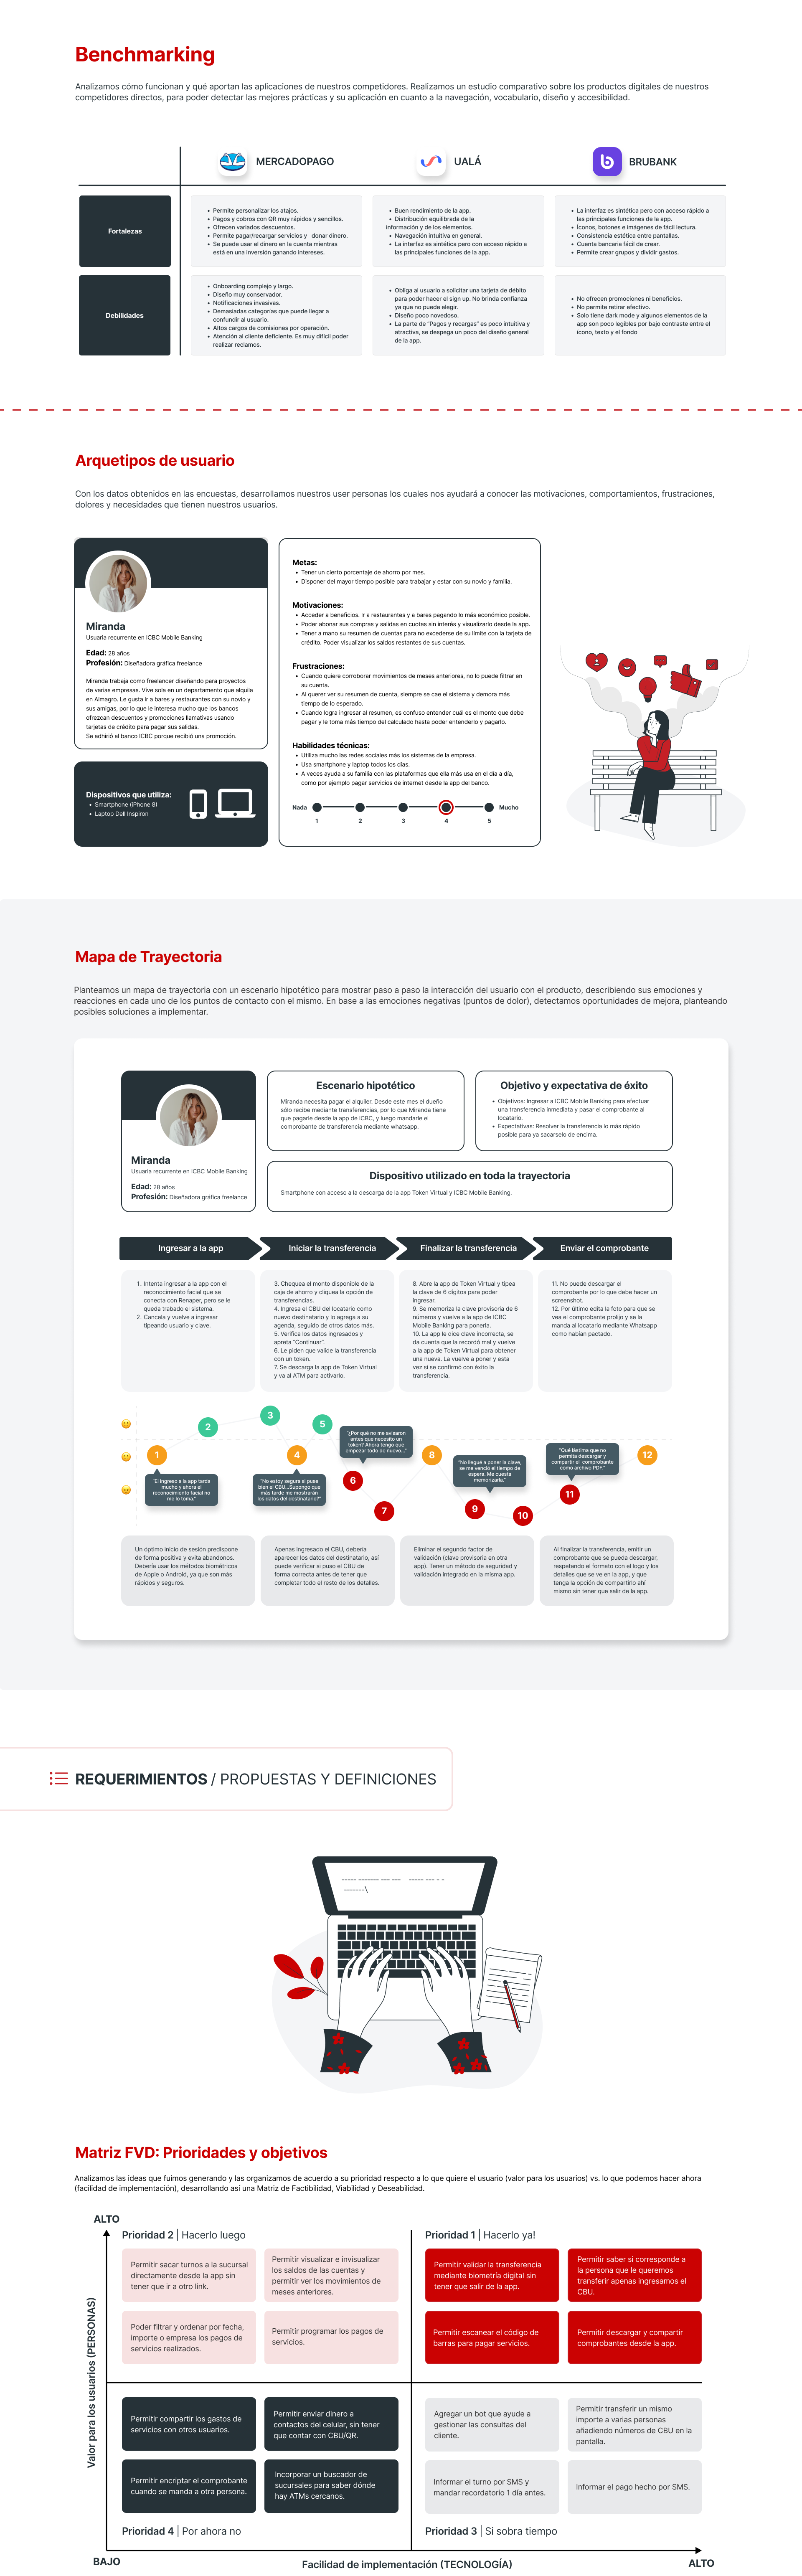 Benchmarking
Analizamos cómo funcionan y qué aportan las aplicaciones de nuestros competidores. Realizamos un estudio comparativo sobre los productos digitales de nuestros
competidores directos, para poder detectar las mejores prácticas y su aplicación en cuanto a la navegación, vocabulario, diseño y accesibilidad.
MERCADOPAGO
UALÁ
BRUBANK
Fortalezas
• Permite personalizar los atajos.
• Pagos y cobros con QR muy rápidos y sencillos.
• Ofrecen variados descuentos.
• Permite pagar/recargar servicios y donar dinero.
• Se puede usar el dinero en la cuenta mientras
está en una inversión ganando intereses.
• Buen rendimiento de la app.
• Distribución equilibrada de la
información y de los elementos.
• Navegación intuitiva en general.
• La interfaz es sintética pero con acceso rápido a
las principales funciones de la app.
• La interfaz es sintética pero con acceso rápido a
las principales funciones de la app.
• Íconos, botones e imágenes de fácil lectura.
• Consistencia estética entre pantallas.
• Cuenta bancaria fácil de crear.
• Permite crear grupos y dividir gastos.
Debilidades
• Onboarding complejo y largo.
• Diseño muy conservador.
• Notificaciones invasivas.
• Demasiadas categorías que puede llegar a
confundir al usuario.
• Altos cargos de comisiones por operación.
• Atención al cliente deficiente. Es muy difícil poder
realizar reclamos.
• Obliga al usuario a solicitar una tarjeta de débito
para poder hacer el sign up. No brinda confianza
ya que no puede elegir.
• Diseño poco novedoso.
• La parte de “Pagos y recargas” es poco intuitiva y
atractiva, se despega un poco del diseño general
de la app.
• No ofrecen promociones ni beneficios.
• No permite retirar efectivo.
• Solo tiene dark mode y algunos elementos de la
app son poco legibles por bajo contraste entre el
ícono, texto y el fondo
Arquetipos de usuario
Con los datos obtenidos en las encuestas, desarrollamos nuestros user personas los cuales nos ayudará a conocer las motivaciones, comportamientos, frustraciones,
dolores y necesidades que tienen nuestros usuarios.
Miranda
Usuaria recurrente en ICBC Mobile Banking
Edad: 28 años
Profesión: Diseñadora gráfica freelance
Miranda trabaja como freelancer diseñando para proyectos
de varias empresas. Vive sola en un departamento que alquila
en Almagro. Le gusta ir a bares y restaurantes con su novio y
sus amigas, por lo que le interesa mucho que los bancos
ofrezcan descuentos y promociones llamativas usando
tarjetas de crédito para pagar sus salidas.
Se adhirió al banco ICBC porque recibió una promoción.
Dispositivos que utiliza:
• Smartphone (iPhone 8)
• Laptop Dell Inspiron
Metas:
• Tener un cierto porcentaje de ahorro por mes.
• Disponer del mayor tiempo posible para trabajar y estar con su novio y familia.
Motivaciones:
• Acceder a beneficios. Ir a restaurantes y a bares pagando lo más económico posible.
• Poder abonar sus compras y salidas en cuotas sin interés y visualizarlo desde la app.
• Tener a mano su resumen de cuentas para no excederse de su límite con la tarjeta de
crédito. Poder visualizar los saldos restantes de sus cuentas.
Frustraciones:
• Cuando quiere corroborar movimientos de meses anteriores, no lo puede filtrar en
su cuenta.
• Al querer ver su resumen de cuenta, siempre se cae el sistema y demora más
tiempo de lo esperado.
• Cuando logra ingresar al resumen, es confuso entender cuál es el monto que debe
pagar y le toma más tiempo del calculado hasta poder entenderlo y pagarlo.
Habilidades técnicas:
• Utiliza mucho las redes sociales más los sistemas de la empresa.
• Usa smartphone y laptop todos los días.
• A veces ayuda a su familia con las plataformas que ella más usa en el día a día,
como por ejemplo pagar servicios de internet desde la app del banco.
Nada
Mucho
1 2 3 4 5
Mapa de Trayectoria
Planteamos un mapa de trayectoria con un escenario hipotético para mostrar paso a paso la interacción del usuario con el producto, describiendo sus emociones y
reacciones en cada uno de los puntos de contacto con el mismo. En base a las emociones negativas (puntos de dolor), detectamos oportunidades de mejora, planteando
posibles soluciones a implementar.
Miranda
Usuaria recurrente en ICBC Mobile Banking
Edad: 28 años
Profesión: Diseñadora gráfica freelance
Escenario hipotético
Miranda necesita pagar el alquiler. Desde este mes el dueño
sólo recibe mediante transferencias, por lo que Miranda tiene
que pagarle desde la app de ICBC, y luego mandarle el
comprobante de transferencia mediante whatsapp.
Objetivo y expectativa de éxito
• Objetivos: Ingresar a ICBC Mobile Banking para efectuar
una transferencia inmediata y pasar el comprobante al
locatario.
• Expectativas: Resolver la transferencia lo más rápido
posible para ya sacarselo de encima.
Dispositivo utilizado en toda la trayectoria
Smartphone con acceso a la descarga de la app Token Virtual y ICBC Mobile Banking.
Ingresar a la app
Iniciar la transferencia
Finalizar la transferencia
Enviar el comprobante
1. Intenta ingresar a la app con el
reconocimiento facial que se
conecta con Renaper, pero se le
queda trabado el sistema.
2. Cancela y vuelve a ingresar
tipeando usuario y clave.
3. Chequea el monto disponible de la
caja de ahorro y cliquea la opción de
transferencias.
4. Ingresa el CBU del locatario como
nuevo destinatario y lo agrega a su
agenda, seguido de otros datos más.
5. Verifica los datos ingresados y
apreta “Continuar”.
6. Le piden que valide la transferencia
con un token.
7. Se descarga la app de Token Virtual
y va al ATM para activarlo.
8. Abre la app de Token Virtual y tipea
la clave de 6 dígitos para poder
ingresar.
9. Se memoriza la clave provisoria de 6
números y vuelve a la app de ICBC
Mobile Banking para ponerla.
10. La app le dice clave incorrecta, se
da cuenta que la recordó mal y vuelve
a la app de Token Virtual para obtener
una nueva. La vuelve a poner y esta
vez sí se confirmó con éxito la
transferencia.
11. No puede descargar el
comprobante por lo que debe hacer un
screenshot.
12. Por último edita la foto para que se
vea el comprobante prolijo y se la
manda al locatario mediante Whatsapp
como habían pactado.
1
2
3
4
5
6
7
8
9
10
11
12
“El ingreso a la app tarda
mucho y ahora el
reconocimiento facial no
me lo toma.”
“No estoy segura si puse
bien el CBU...Supongo que
más tarde me mostrarán
los datos del destinatario?”
“¿Por qué no me avisaron
antes que necesito un
token? Ahora tengo que
empezar todo de nuevo...”
“No llegué a poner la clave,
se me venció el tiempo de
espera. Me cuesta
memorizarla.”
“Qué lástima que no
permita descargar y
compartir el comprobante
como archivo PDF.”
Un óptimo inicio de sesión predispone
de forma positiva y evita abandonos.
Debería usar los métodos biométricos
de Apple o Android, ya que son más
rápidos y seguros.
Apenas ingresado el CBU, debería
aparecer los datos del destinatario, así
puede verificar si puso el CBU de
forma correcta antes de tener que
completar todo el resto de los detalles.
Eliminar el segundo factor de
validación (clave provisoria en otra
app). Tener un método de seguridad y
validación integrado en la misma app.
Al finalizar la transferencia, emitir un
comprobante que se pueda descargar,
respetando el formato con el logo y los
detalles que se ve en la app, y que
tenga la opción de compartirlo ahí
mismo sin tener que salir de la app.
REQUERIMIENTOS / PROPUESTAS Y DEFINICIONES
Matriz FVD: Prioridades y objetivos
Analizamos las ideas que fuimos generando y las organizamos de acuerdo a su prioridad respecto a lo que quiere el usuario (valor para los usuarios) vs. lo que podemos hacer ahora
(facilidad de implementación), desarrollando así una Matriz de Factibilidad, Viabilidad y Deseabilidad.
ALTO
Prioridad 2 | Hacerlo luego
Prioridad 1 | Hacerlo ya!
Permitir sacar turnos a la sucursal
directamente desde la app sin
tener que ir a otro link.
Permitir visualizar e invisualizar
los saldos de las cuentas y
permitir ver los movimientos de
meses anteriores.
Permitir validar la transferencia
mediante biometría digital sin
tener que salir de la app.
Permitir saber si corresponde a
la persona que le queremos
transferir apenas ingresamos el
CBU.
Poder filtrar y ordenar por fecha,
importe o empresa los pagos de
servicios realizados.
Permitir programar los pagos de
servicios.
Permitir escanear el código de
barras para pagar servicios.
Permitir descargar y compartir
comprobantes desde la app.
Valor para los usuarios (PERSONAS)
Permitir compartir los gastos de
servicios con otros usuarios.
Permitir enviar dinero a
contactos del celular, sin tener
que contar con CBU/QR.
Agregar un bot que ayude a
gestionar las consultas del
cliente.
Permitir transferir un mismo
importe a varias personas
añadiendo números de CBU en la
pantalla.
Permitir encriptar el comprobante
cuando se manda a otra persona.
Incorporar un buscador de
sucursales para saber dónde
hay ATMs cercanos.
Informar el turno por SMS y
mandar recordatorio 1 día antes.
Informar el pago hecho por SMS.
Prioridad 4 | Por ahora no
Prioridad 3 | Si sobra tiempo
BAJO
Facilidad de implementación (TECNOLOGÍA)
ALTO